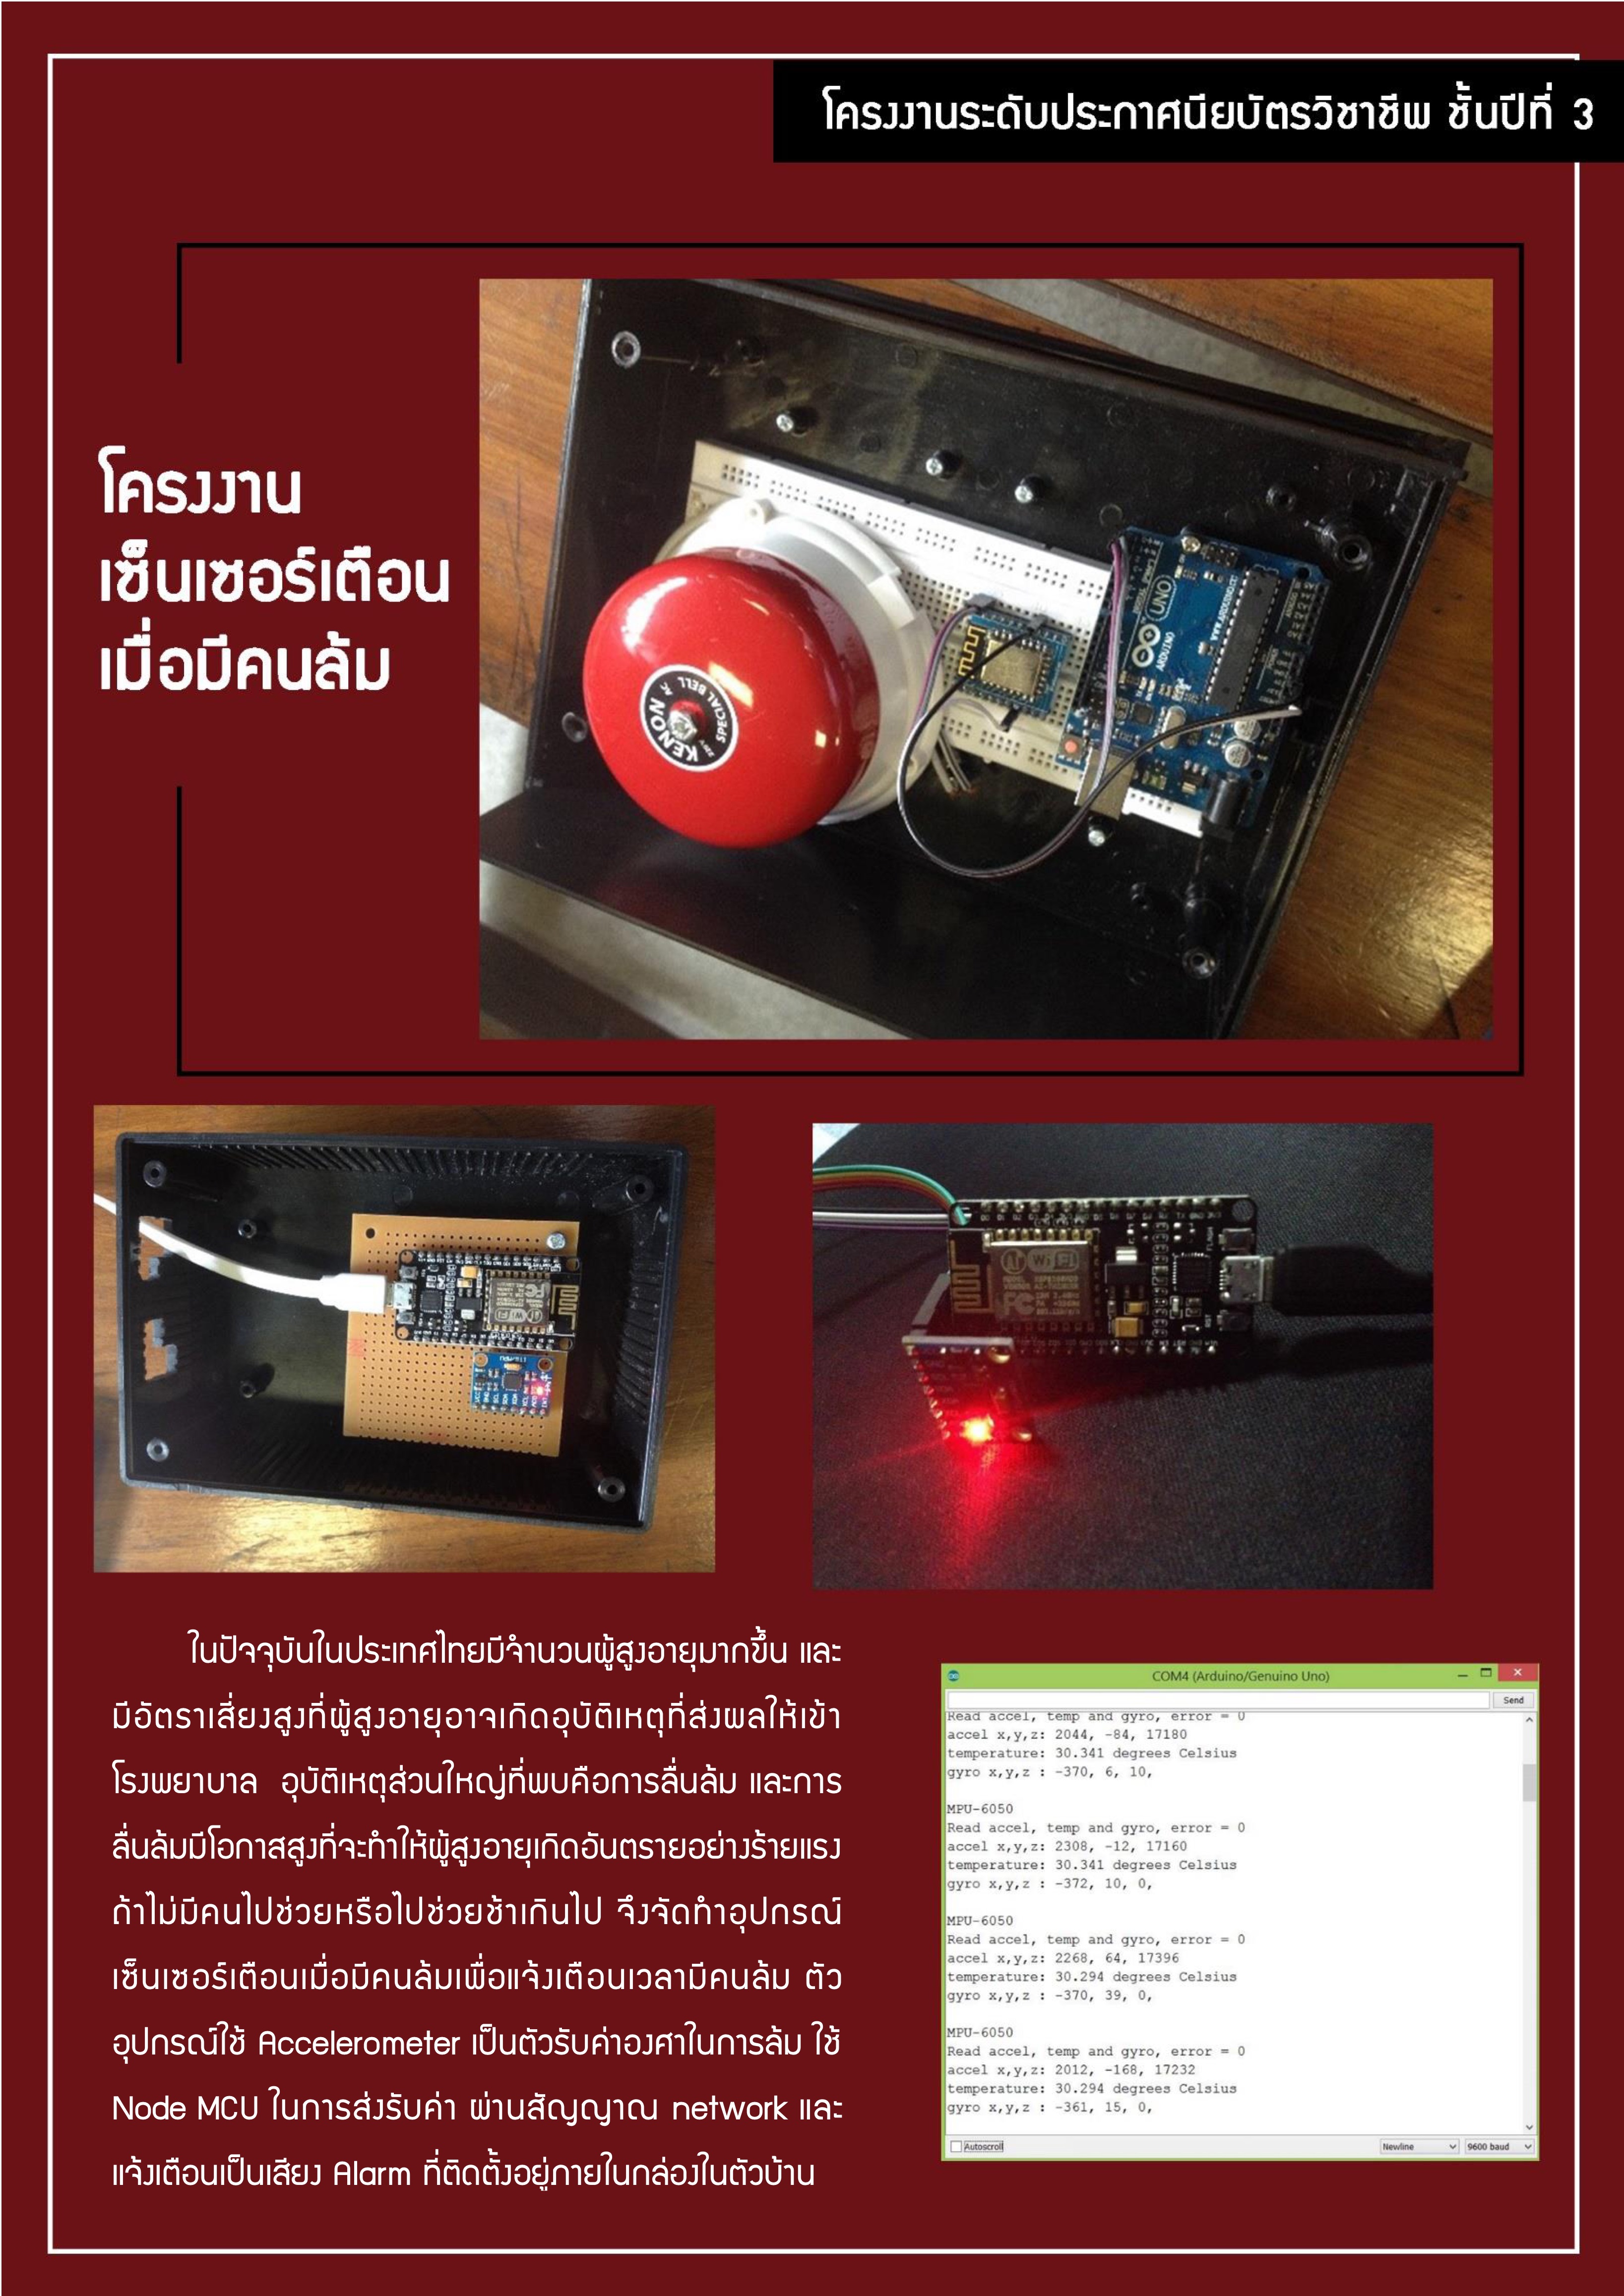 โครงงานระดับประกาศนียบัตรวิชาชีพ ชั้นปีที่ 3
โครงงาน
เซ็นเซอร์เตือน
เมื่อมีคนล้ม
KENON
SPECIAL BELL
UNO
ARDUINO
WiFi
FC
ในปัจจุบันในประเทศไทยมีจำนวนผู้สูงอายุมากขึ้น และ
มีอัตราเสี่ยงสูงที่ผู้สูงอายุอาจเกิดอุบัติเหตุที่ส่งผลให้เข้า
โรงพยาบาล อุบัติเหตุส่วนใหญ่ที่พบคือการลื่นล้ม และการ
ลื่นล้มมีโอกาสสูงที่จะทำให้ผู้สูงอายุเกิดอันตรายอย่างร้ายแรง
ถ้าไม่มีคนไปช่วยหรือไปช่วยช้าเกินไป จึงจัดทำอุปกรณ์
เซ็นเซอร์เตือนเมื่อมีคนล้มเพื่อแจ้งเตือนเวลามีคนล้ม ตัว
อุปกรณ์ใช้ Accelerometer เป็นตัวรับค่าองศาในการล้ม ใช้
Node MCU ในการส่งรับค่า ผ่านสัญญาณ network และ
แจ้งเตือนเป็นเสียง Alarm ที่ติดตั้งอยู่ภายในกล่องในตัวบ้าน
COM4 (Arduino/Genuino Uno)
Send
Read accel, temp and gyro, error = 0
accel x,y,z: 2044, -84, 17180
temperature: 30.341 degrees Celsius
gyro x,y,z : -370, 6, 10,
MPU-6050
Read accel, temp and gyro, error = 0
accel x,y,z: 2308, -12, 17160
temperature: 30.341 degrees Celsius
gyro x,y,z : -372, 10, 0,
MPU-6050
Read accel, temp and gyro, error = 0
accel x,y,z: 2268, 64, 17396
temperature: 30.294 degrees Celsius
gyro x,y,z : -370, 39, 0,
MPU-6050
Read accel, temp and gyro, error = 0
accel x,y,z: 2012, -168, 17232
temperature: 30.294 degrees Celsius
gyro x,y,z : -361, 15, 0,
Autoscroll
Newline
9600 baud